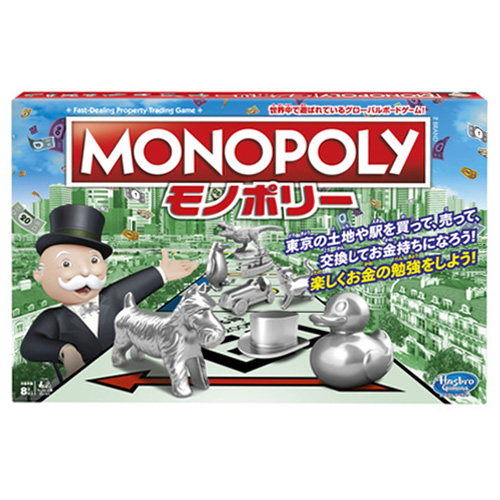 Fast-Dealing Property Trading Game
世界中で遊ばれているグローバルボードゲーム!
MONOPOLY
モノポリー
東京の土地や駅を買って、売って、
交換してお金持ちになろう!
楽しくお金の勉強をしよう!
8
Hasbro
GAMING